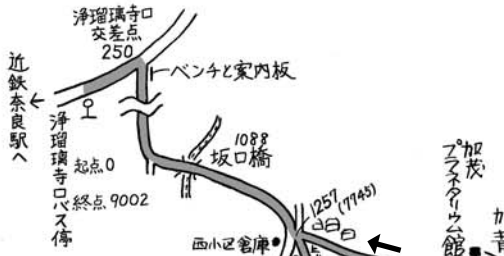 浄瑠璃寺口
交差点
250
ベンチと案内板
近鉄奈良駅へ
浄瑠璃寺口バス停
起点0
終点9002
1088
坂口橋
1257
(7745)
西小区倉庫
加茂
プラネタリウム館